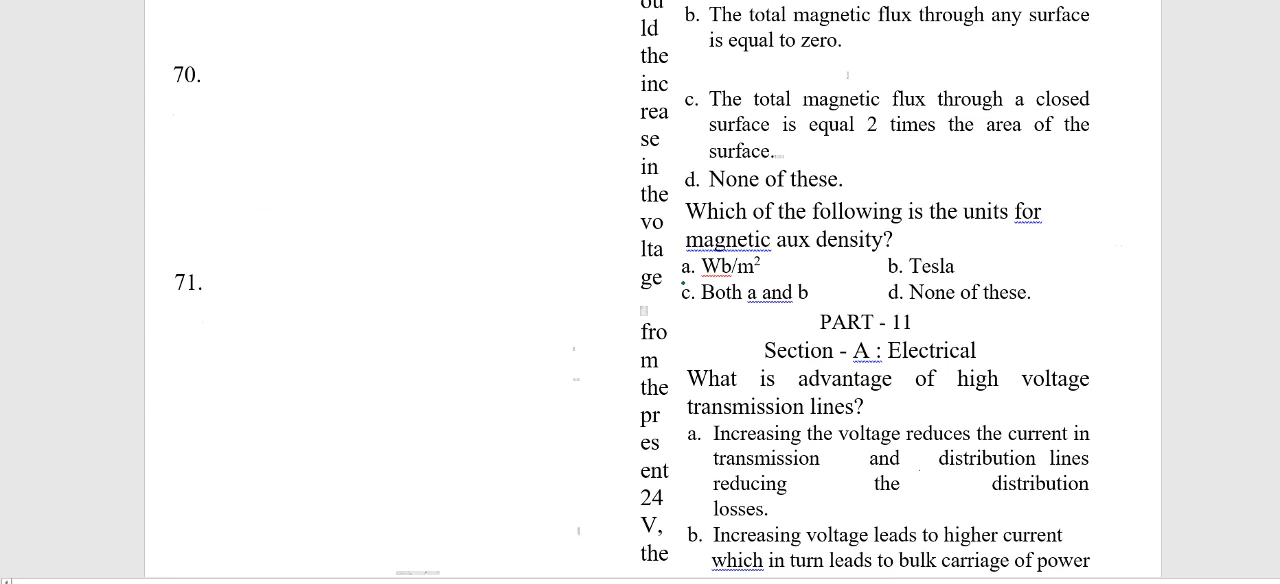 70.
71.
ou
ld
the
inc
rea
se
in
the
vo
lta
ge
fro
m
the
pr
es
ent
24
V,
the
b. The total magnetic flux through any surface
is equal to zero.
c. The total magnetic flux through a closed
surface is equal 2 times the area of the
surface.
d. None of these.
Which of the following is the units for
magnetic aux density?
a. Wb/m² b. Tesla
c. Both a and b d. None of these.
PART - 11
Section - A : Electrical
What is advantage of high voltage
transmission lines?
a. Increasing the voltage reduces the current in
transmission and distribution lines
reducing the distribution
losses.
b. Increasing voltage leads to higher current
which in turn leads to bulk carriage of power